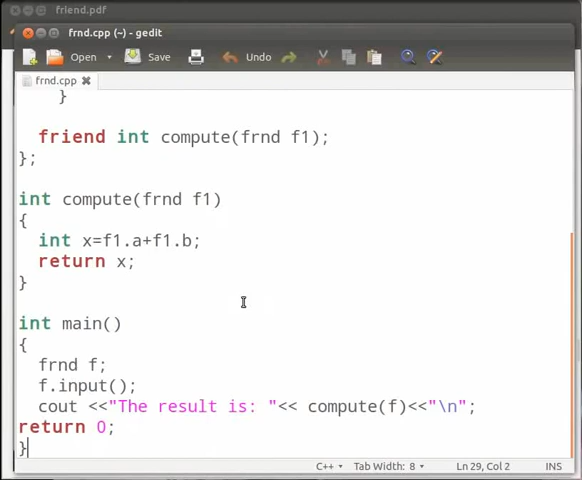 friend.pdf
frnd.cpp (~) - gedit
Open Save Undo
frnd.cpp
}
friend int compute(frnd f1);
};
int compute(frnd f1)
{
int x=f1.a+f1.b;
return x;
}
int main()
{
frnd f;
f.input();
cout <<"The result is: "<< compute(f)<<"\n";
return 0;
}
C++ Tab Width: 8 Ln 29, Col 2 INS